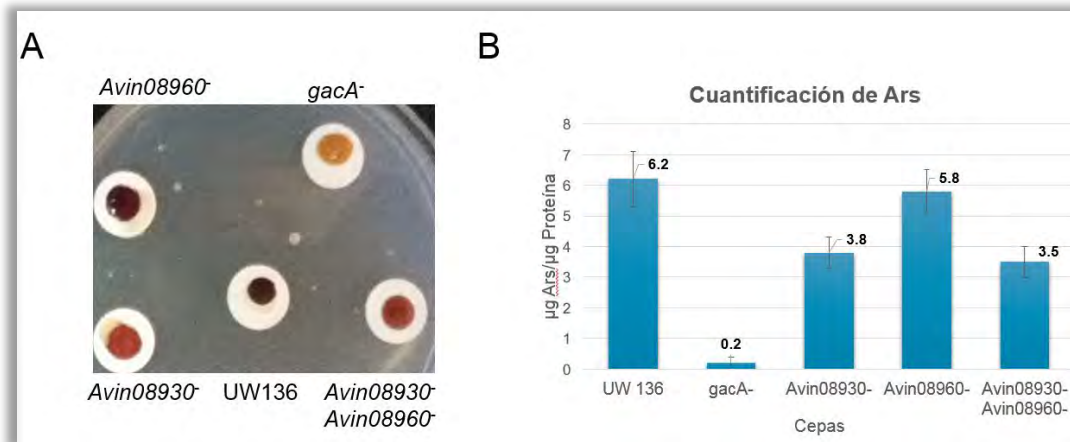 A
Avin08960⁻
gacA⁻
Avin08930⁻
UW136
Avin08930⁻
Avin08960⁻
B
Cuantificación de Ars
µg Ars/µg Proteína
8
7
6
5
4
3
2
1
0
6.2
0.2
3.8
5.8
3.5
UW 136
gacA-
Avin08930-
Avin08960-
Avin08930-
Avin08960-
Cepas